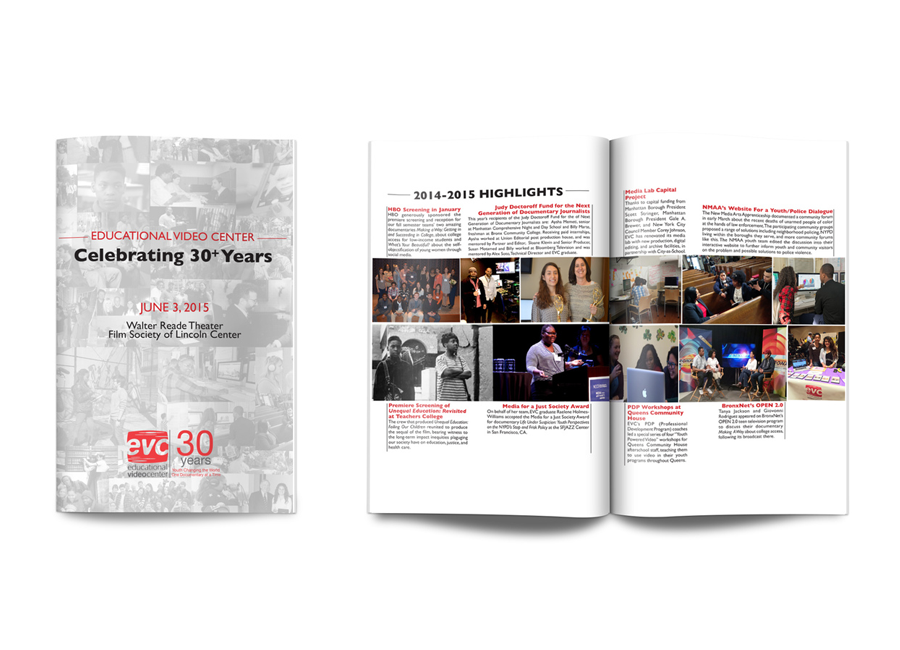 EDUCATIONAL VIDEO CENTER
Celebrating 30+ Years
JUNE 3, 2015
Walter Reade Theater
Film Society of Lincoln Center
evc
educational
videocenter
30
years
Youth Changing the World
One Documentary at a Time
2014-2015 HIGHLIGHTS
HBO Screening in January
HBO generously sponsored the
premiere screening and reception for
our fall semester teams' two amazing
documentaries, Making a Way: Getting in
and Succeeding in College, about college
access for low-income students and
What's Your Beautiful? about the self-
objectification of young women through
social media.
Judy Doctoroff Fund for the Next
Generation of Documentary Journalists
The year's recipients of the Judy Doctoroff Fund for the Next
Generation of Documentary Journalists are: Aysha Memon, senior
at Manhattan Comprehensive Night and Day School and Billy Marte,
freshman at Bronx Community College. Receiving paid internships,
Aysha worked at Union Editorial post production house, and was
mentored by Partner and Editor, Sloane Klevin and Senior Producer,
Susan Motamed and Billy worked at Bloomberg Television and was
mentored by Alex Soto, Technical Director and EVC graduate.
Media Lab Capital
Project
Thanks to capital funding from
Manhattan Borough President
Scott Stringer, Manhattan
Borough President Gale A.
Brewer, and New York City
Council Member Corey Johnson,
EVC has renovated its media
lab with new production, digital
editing, and archive facilities, in
partnership with City-as-School.
NMAA's Website For a Youth/Police Dialogue
The New Media Arts Apprenticeship documented a community forum
in early March about the recent deaths of unarmed people of color
at the hands of law enforcement. The participating community groups
proposed a range of solutions including neighborhood policing, NYPD
living within the boroughs they serve, and more community forums
like this. The NMAA youth team edited the discussion into their
interactive website to further inform youth and community visitors
on the problem and possible solutions to police violence.
evc
Premiere Screening of
Unequal Education: Revisited
at Teachers College
The crew that produced Unequal Education:
Failing Our Children reunited to produce
the sequel of the film, bearing witness to
the long-term impact inequities plaguing
our society have on education, justice, and
health care.
Media for a Just Society Award
On behalf of her team, EVC graduate Raelene Holmes-
Williams accepted the Media for a Just Society Award
for documentary Life Under Suspicion: Youth Perspectives
on the NYPD's Stop and Frisk Policy at the SFJAZZ Center
in San Francisco, CA.
PDP Workshops at
Queens Community
House
EVC's PDP (Professional
Development Program) coaches
led a special series of four "Youth
Powered Video" workshops for
Queens Community House
afterschool staff, teaching them
to use video in their youth
programs throughout Queens.
BronxNet's OPEN 2.0
Tanya Jackson and Giovanni
Rodriguez appeared on BronxNet's
OPEN 2.0 teen television program
to discuss their documentary
Making A Way about college access,
following its broadcast there.